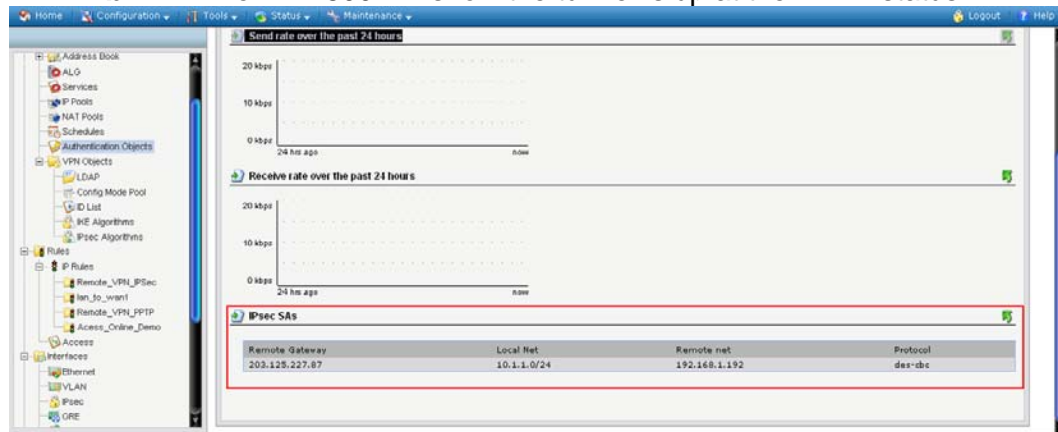 Home Configuration Tools Status Maintenance Logout Help
Send rate over the past 24 hours
20 kbps
10 kbps
0 kbps
24 hrs ago now
Receive rate over the past 24 hours
20 kbps
10 kbps
0 kbps
24 hrs ago now
IPsec SAs
Remote Gateway Local Net Remote net Protocol
203.125.227.87 10.1.1.0/24 192.168.1.192 des-cbc
Address Book
ALG
Services
IP Pools
NAT Pools
Schedules
Authentication Objects
VPN Objects
LDAP
Config Mode Pool
ID List
IKE Algorithms
IPsec Algorithms
Rules
IP Rules
Remote_VPN_IPSec
lan_to_wan1
Remote_VPN_PPTP
Acess_Online_Demo
Access
Interfaces
Ethernet
VLAN
IPsec
GRE